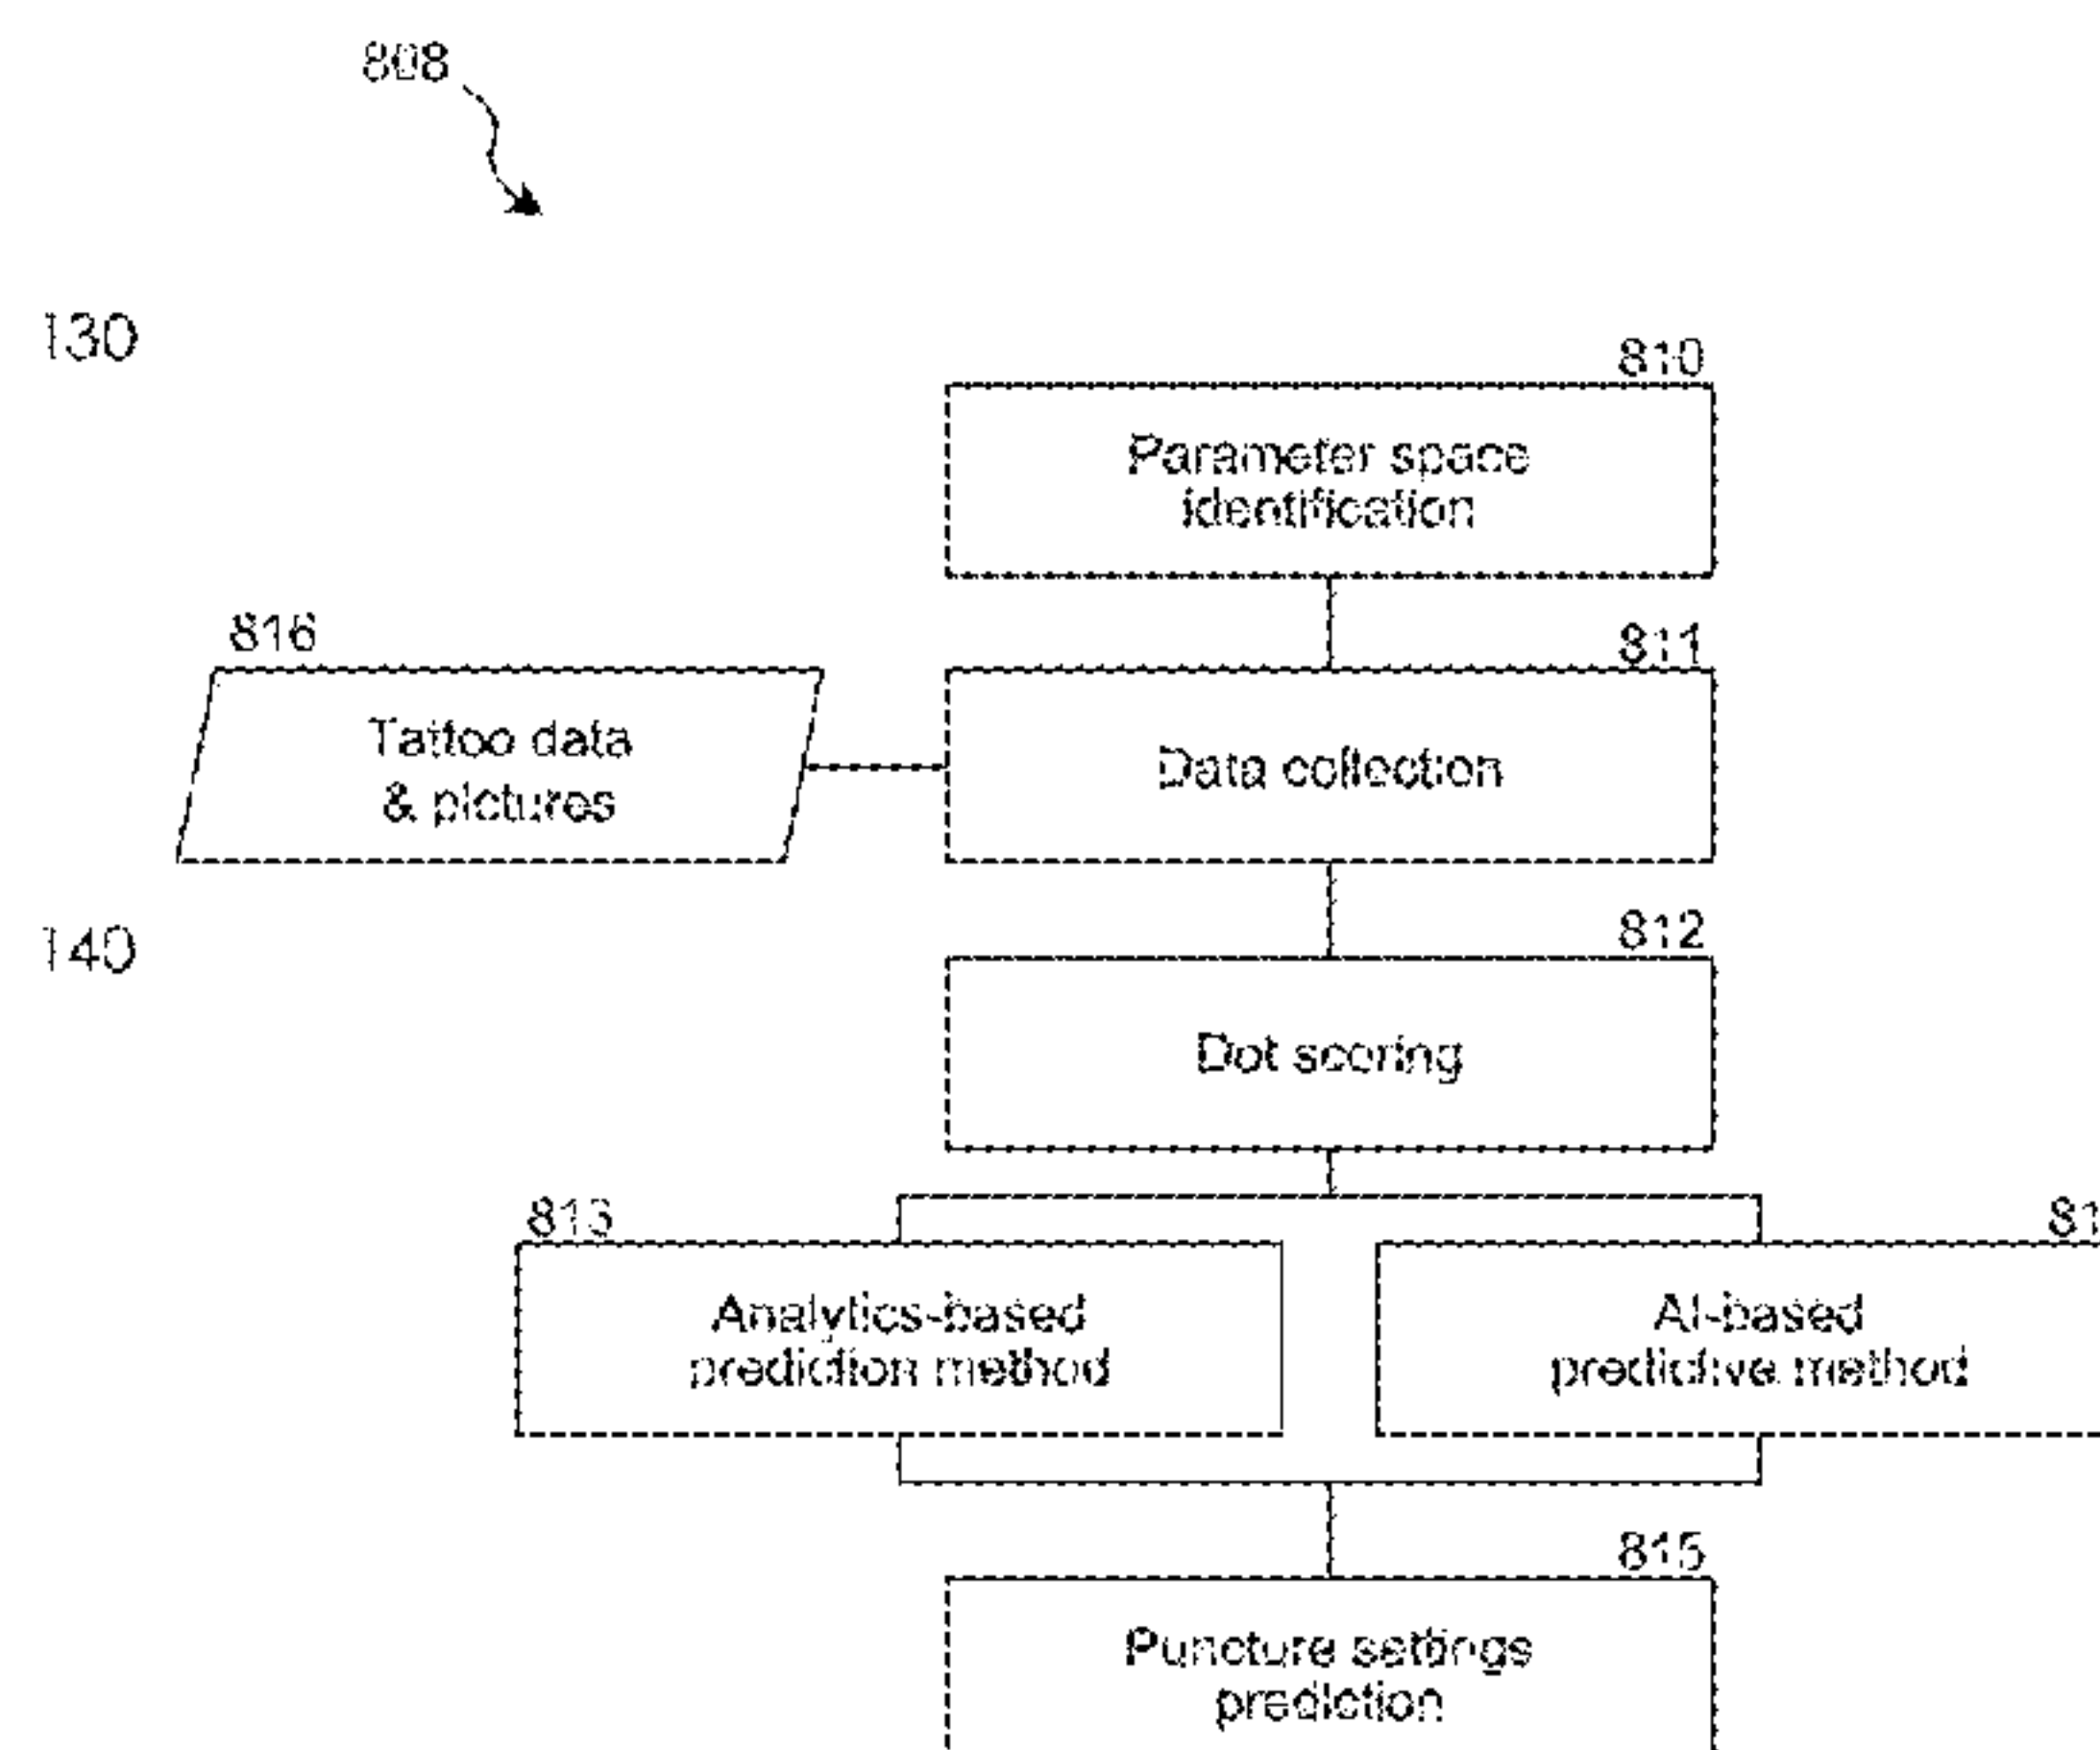 808
130
810
Parameter space
identification
816
811
Tattoo data
& pictures
Data collection
140
812
Dot scoring
813
81
Analytics-based
prediction method
AI-based
predictive method
815
Puncture settings
prediction